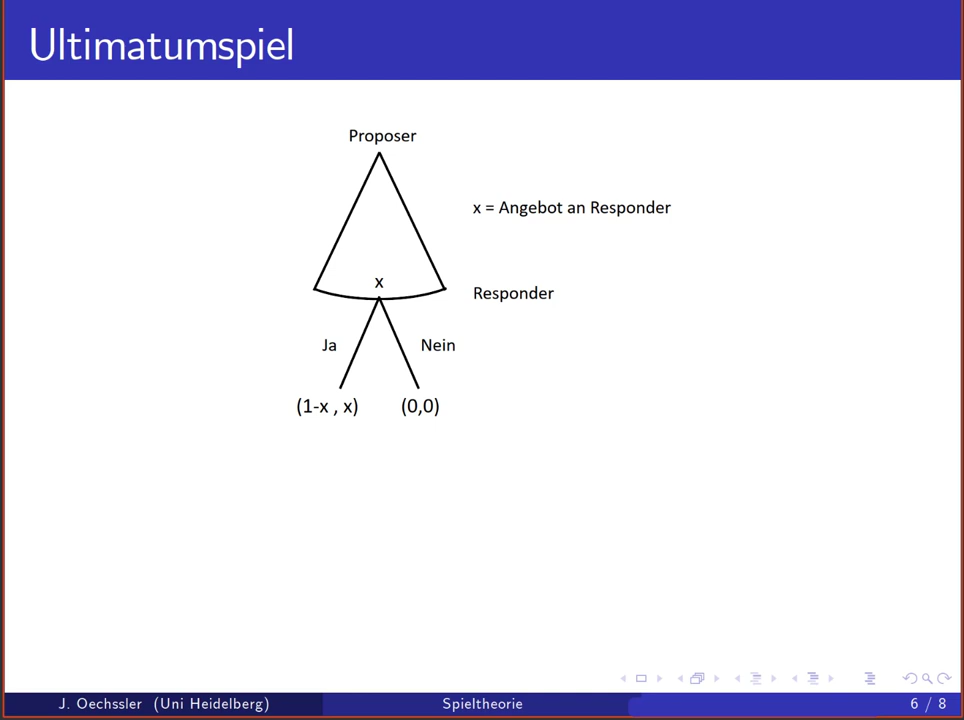 Ultimatumspiel
Proposer
x = Angebot an Responder
x
Responder
Ja
Nein
(1-x , x)
(0,0)
J. Oechssler (Uni Heidelberg)
Spieltheorie
6 / 8